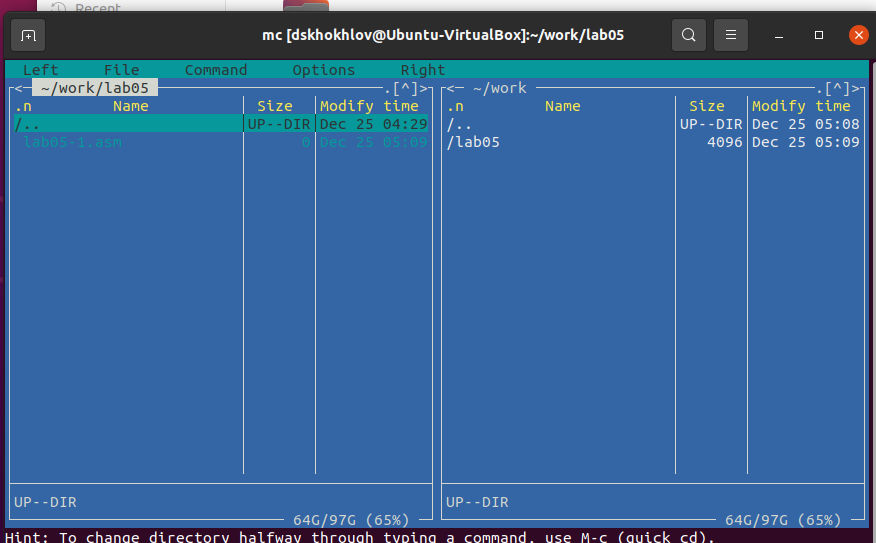 Recent
mc [dskhokhlov@Ubuntu-VirtualBox]:~/work/lab05
Left File Command Options Right
<─ ~/work/lab05 ─.[^]>
.n Name Size Modify time
/.. UP--DIR Dec 25 04:29
lab05-1.asm 0 Dec 25 05:09
UP--DIR
64G/97G (65%)
<─ ~/work ─.[^]>
.n Name Size Modify time
/.. UP--DIR Dec 25 05:08
/lab05 4096 Dec 25 05:09
UP--DIR
64G/97G (65%)
Hint: To change directory halfway through typing a command, use M-c (quick cd).